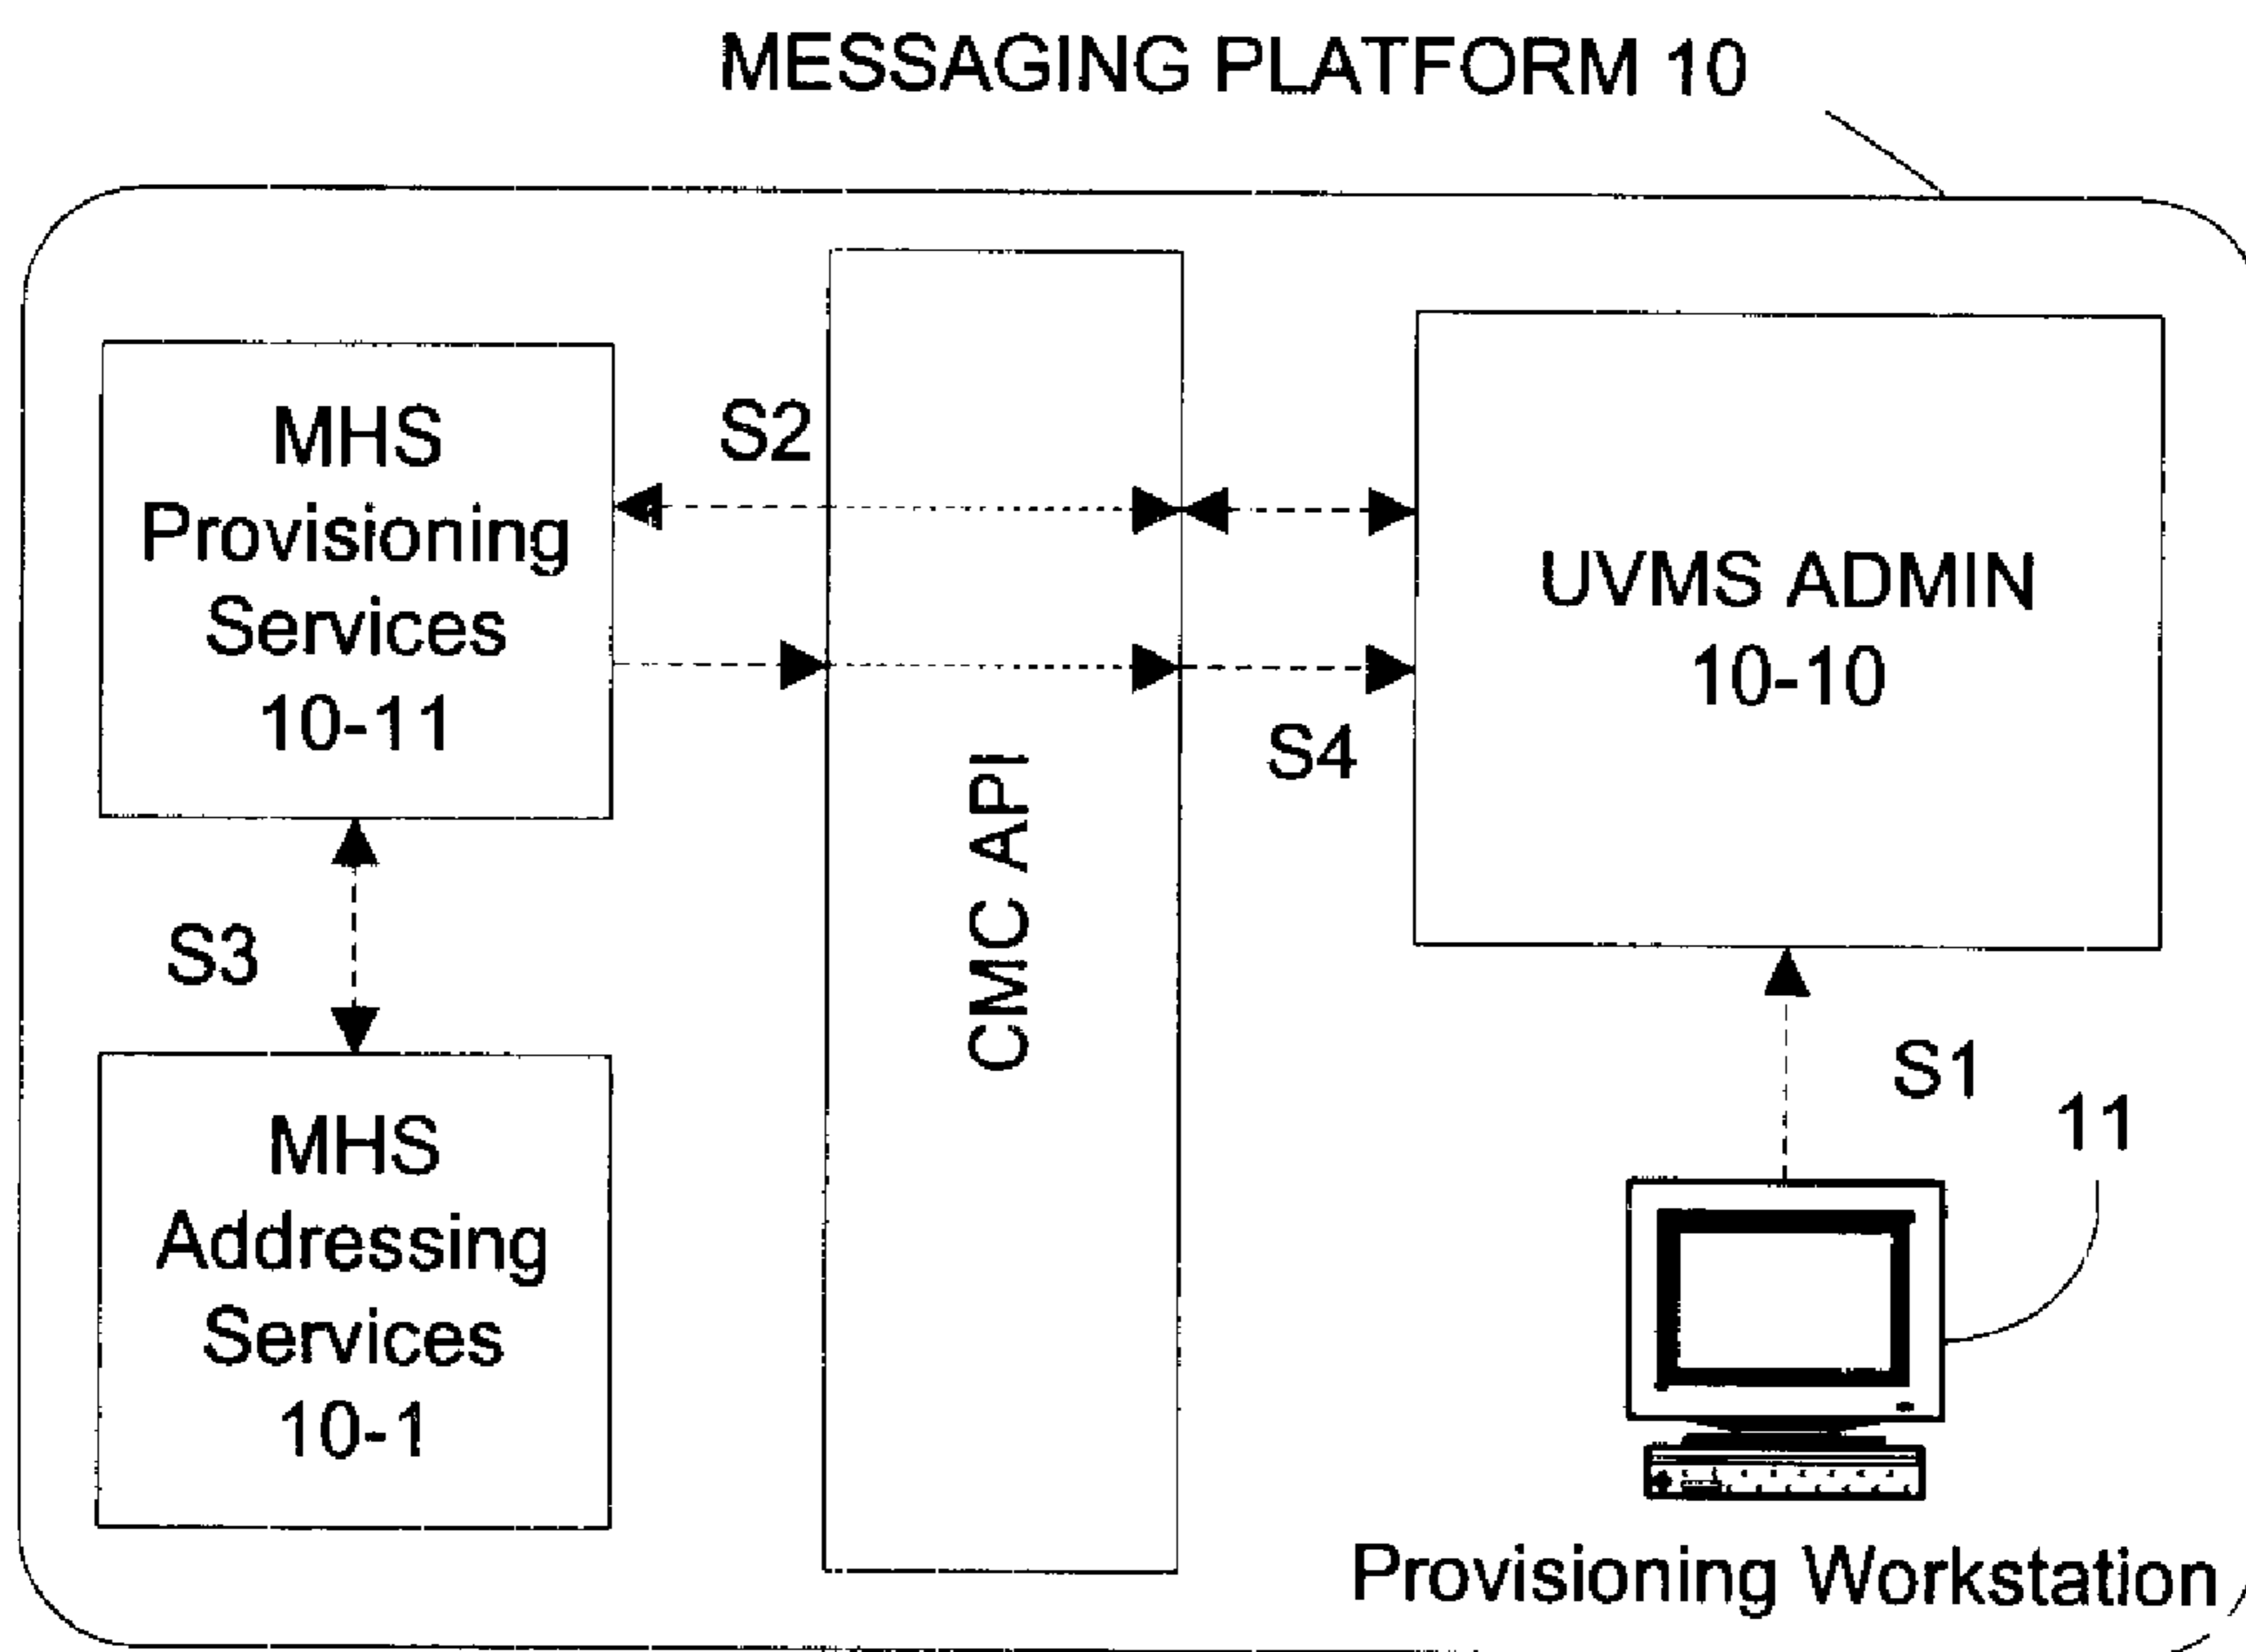 MESSAGING PLATFORM 10
MHS
Provisioning
Services
10-11
S2
CMC API
UVMS ADMIN
10-10
S4
S3
S1
11
MHS
Addressing
Services
10-1
Provisioning Workstation